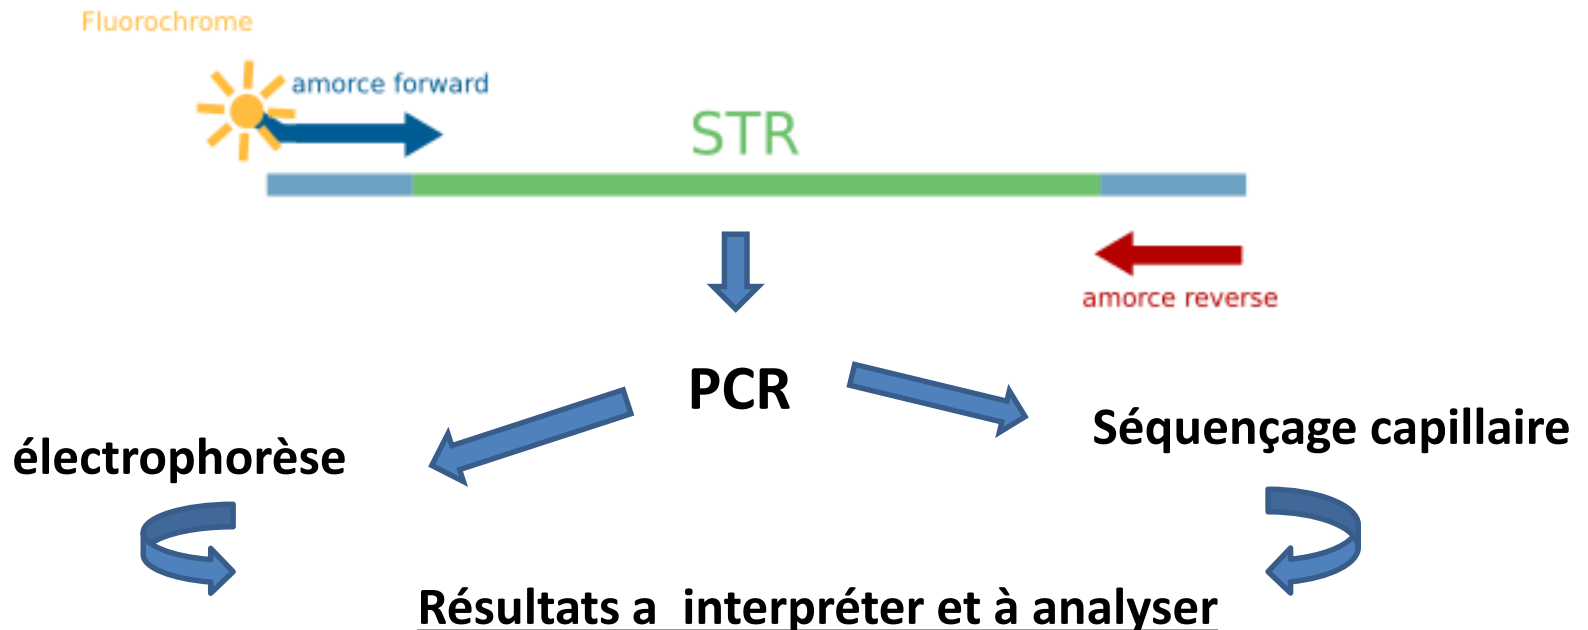 Fluorochrome
amorce forward
STR
amorce reverse
PCR
électrophorèse
Séquençage capillaire
Résultats a  interpréter et à analyser